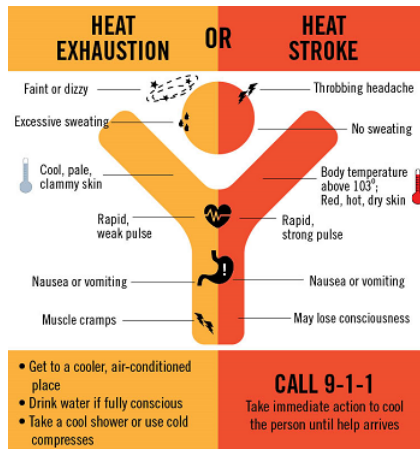 HEAT
EXHAUSTION
OR
HEAT
STROKE
Faint or dizzy
Throbbing headache
Excessive sweating
No sweating
Cool, pale,
clammy skin
Body temperature
above 103°;
Red, hot, dry skin
Rapid,
weak pulse
Rapid,
strong pulse
!
Nausea or vomiting
Nausea or vomiting
Muscle cramps
May lose consciousness
• Get to a cooler, air-conditioned
place
• Drink water if fully conscious
• Take a cool shower or use cold
compresses
CALL 9-1-1
Take immediate action to cool
the person until help arrives